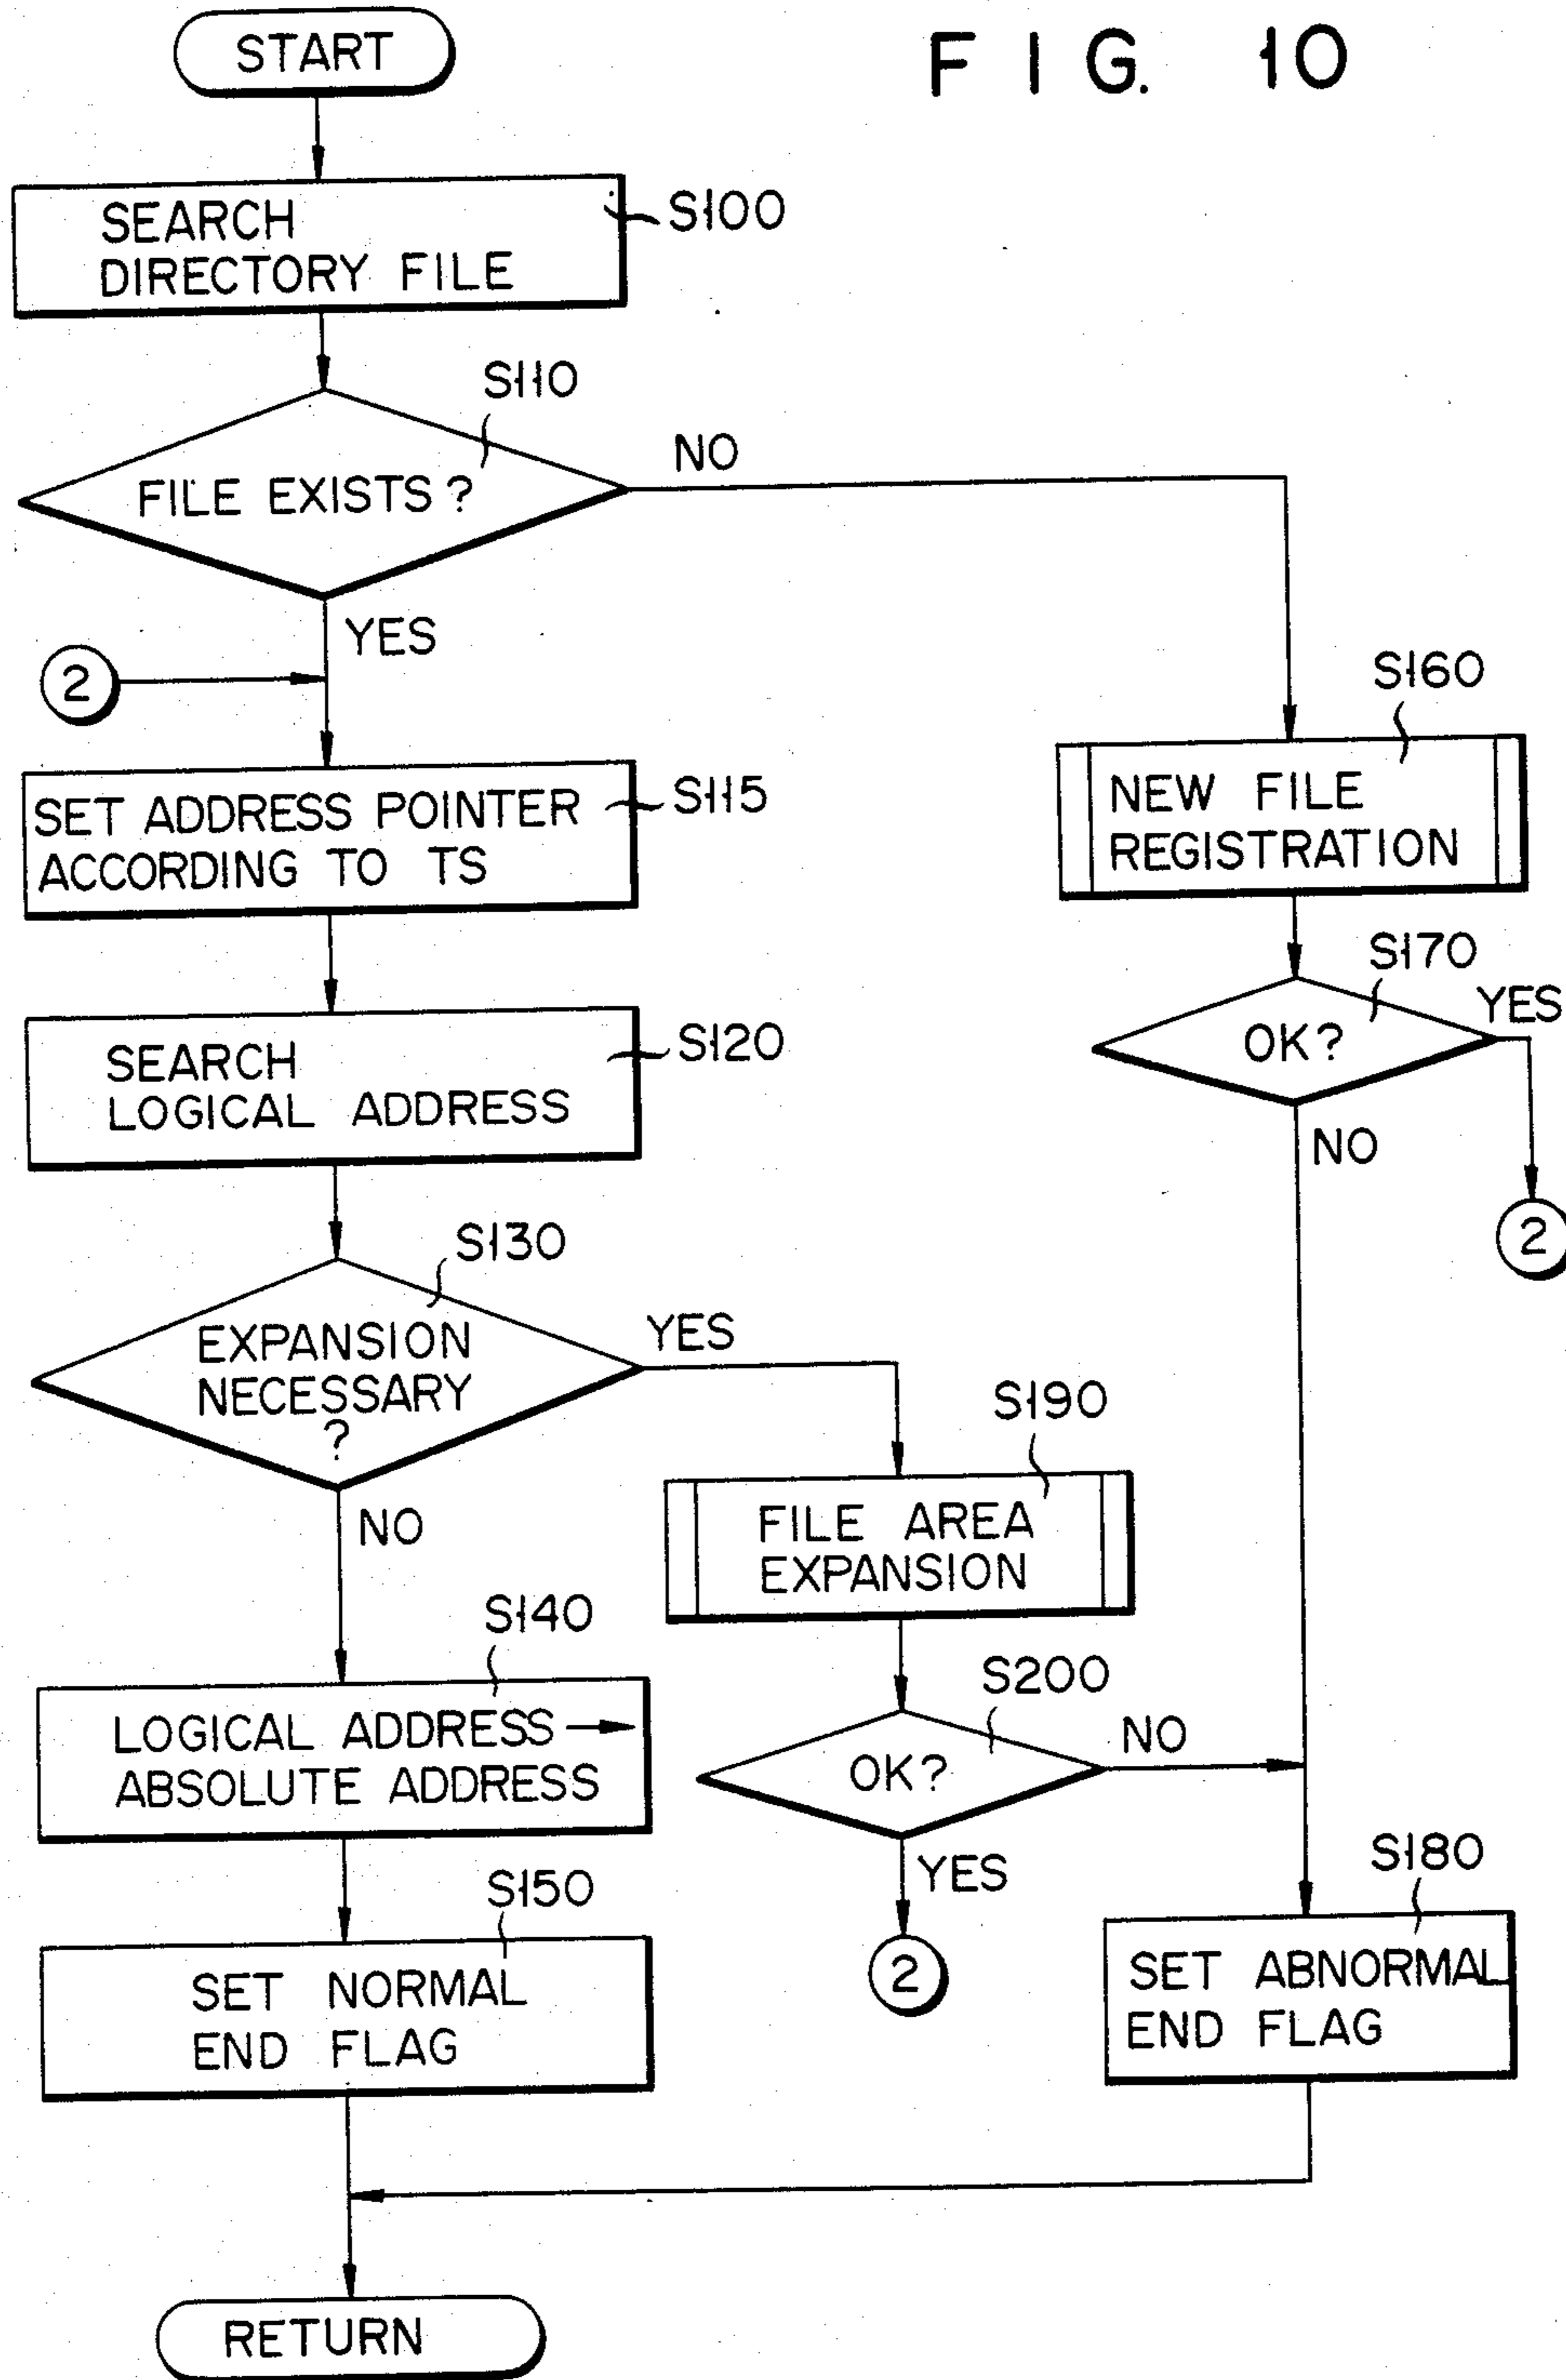 FIG. 10
START
SEARCH
DIRECTORY FILE
S100
S110
FILE EXISTS?
NO
YES
2
SET ADDRESS POINTER
ACCORDING TO TS
S115
SEARCH
LOGICAL ADDRESS
S120
S130
EXPANSION
NECESSARY
?
YES
NO
S140
LOGICAL ADDRESS →
ABSOLUTE ADDRESS
S150
SET NORMAL
END FLAG
RETURN
S190
FILE AREA
EXPANSION
S200
OK?
NO
YES
2
S160
NEW FILE
REGISTRATION
S170
OK?
YES
NO
2
S180
SET ABNORMAL
END FLAG